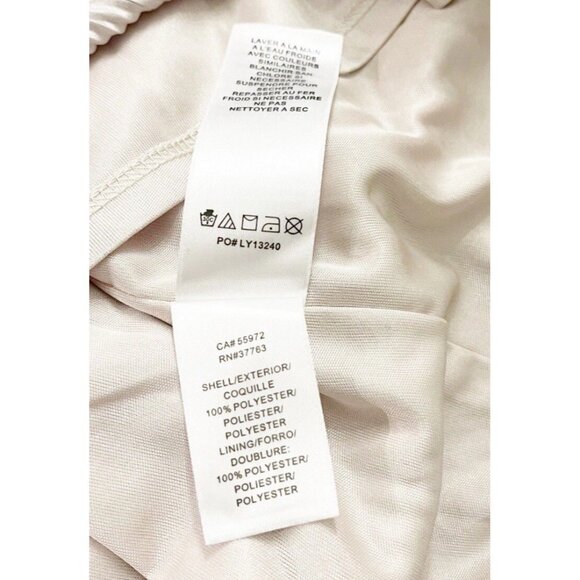 LAVER A LA MAIN
A L'EAU FROIDE
AVEC COULEURS
SIMILAIRES
BLANCHIR SAN
CHLORE SI
NECESSAIRE
SUSPENDRE POUR
SECHER
REPASSER AU FER
FROID SI NECESSAIRE
NE PAS
NETTOYER A SEC
PO# LY13240
CA# 55972
RN#37763
SHELL/EXTERIOR/
COQUILLE
100% POLYESTER/
POLIESTER/
POLYESTER
LINING/FORRO/
DOUBLURE:
100% POLYESTER/
POLIESTER/
POLYESTER